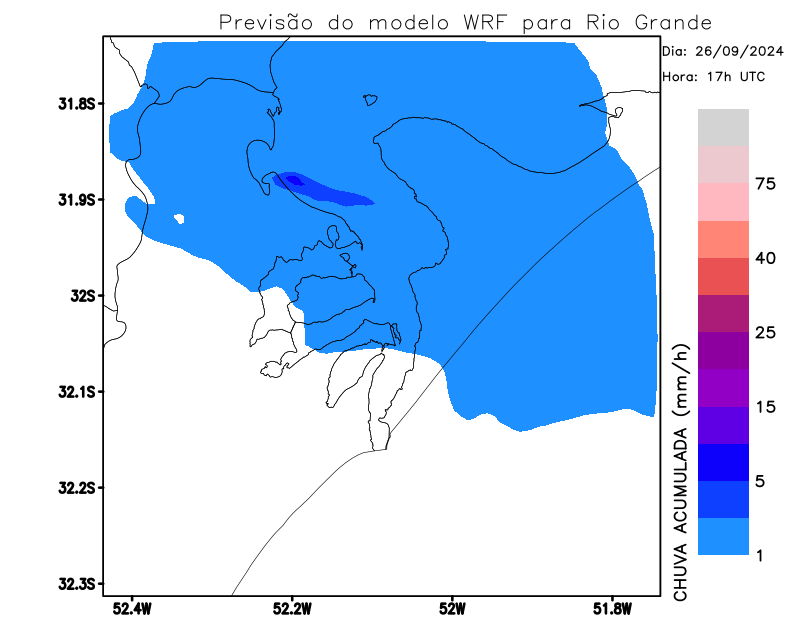 Previsão do modelo WRF para Rio Grande
Dia: 26/09/2024
Hora: 17h UTC
31.8S
31.9S
32S
32.1S
32.2S
32.3S
52.4W
52.2W
52W
51.8W
75
40
25
15
5
1
CHUVA ACUMULADA (mm/h)